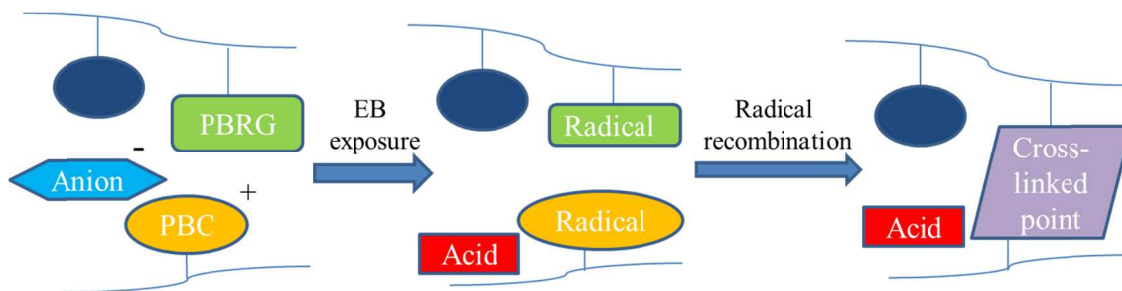 PBRG
-
Anion
+
PBC
EB
exposure
Radical
Radical
Acid
Radical
recombination
Cross-
linked
point
Acid